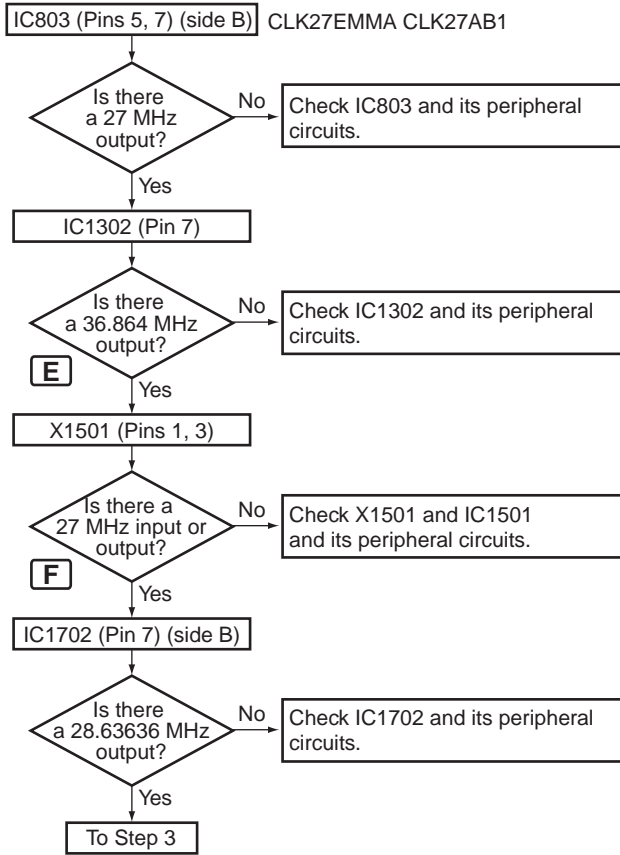 IC803 (Pins 5, 7) (side B) CLK27EMMA CLK27AB1
Is there
a 27 MHz
output?
No
Check IC803 and its peripheral
circuits.
Yes
IC1302 (Pin 7)
Is there
a 36.864 MHz
output?
No
Check IC1302 and its peripheral
circuits.
E
Yes
X1501 (Pins 1, 3)
Is there a
27 MHz input or
output?
No
Check X1501 and IC1501
and its peripheral circuits.
F
Yes
IC1702 (Pin 7) (side B)
Is there
a 28.63636 MHz
output?
No
Check IC1702 and its peripheral
circuits.
Yes
To Step 3